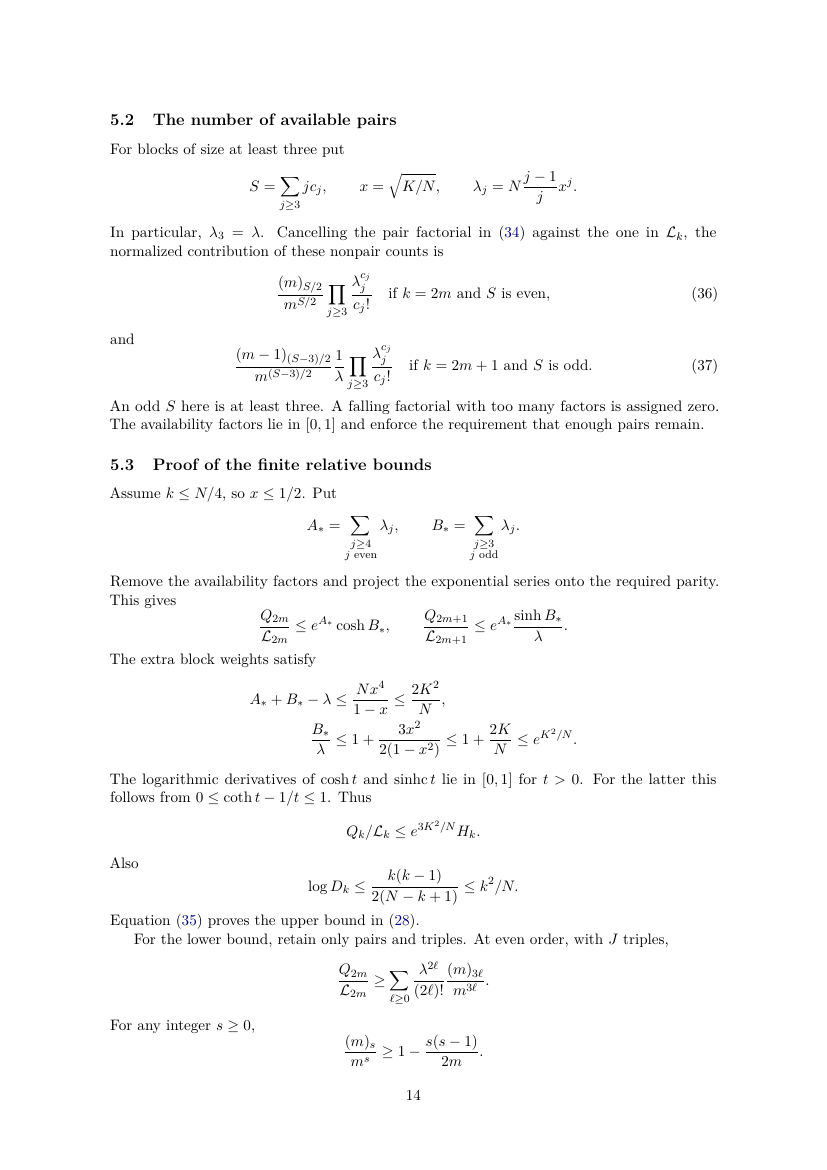 5.2 The number of available pairs
For blocks of size at least three put
$$S = \sum_{j\geq 3} jc_j, \qquad x = \sqrt{K/N}, \qquad \lambda_j = N\frac{j-1}{j}x^j.$$
In particular, $\lambda_3 = \lambda$. Cancelling the pair factorial in (34) against the one in $\mathcal{L}_k$, the
normalized contribution of these nonpair counts is
$$\frac{(m)_{S/2}}{m^{S/2}} \prod_{j\geq 3} \frac{\lambda_j^{c_j}}{c_j!} \quad \text{if } k = 2m \text{ and } S \text{ is even,} \tag{36}$$
and
$$\frac{(m-1)_{(S-3)/2}}{m^{(S-3)/2}} \frac{1}{\lambda} \prod_{j\geq 3} \frac{\lambda_j^{c_j}}{c_j!} \quad \text{if } k = 2m+1 \text{ and } S \text{ is odd.} \tag{37}$$
An odd $S$ here is at least three. A falling factorial with too many factors is assigned zero.
The availability factors lie in $[0, 1]$ and enforce the requirement that enough pairs remain.
5.3 Proof of the finite relative bounds
Assume $k \leq N/4$, so $x \leq 1/2$. Put
$$A_* = \sum_{\substack{j\geq 4 \\ j \text{ even}}} \lambda_j, \qquad B_* = \sum_{\substack{j\geq 3 \\ j \text{ odd}}} \lambda_j.$$
Remove the availability factors and project the exponential series onto the required parity.
This gives
$$\frac{Q_{2m}}{\mathcal{L}_{2m}} \leq e^{A_*} \cosh B_*, \qquad \frac{Q_{2m+1}}{\mathcal{L}_{2m+1}} \leq e^{A_*} \frac{\sinh B_*}{\lambda}.$$
The extra block weights satisfy
$$A_* + B_* - \lambda \leq \frac{Nx^4}{1-x} \leq \frac{2K^2}{N},$$
$$\frac{B_*}{\lambda} \leq 1 + \frac{3x^2}{2(1-x^2)} \leq 1 + \frac{2K}{N} \leq e^{K^2/N}.$$
The logarithmic derivatives of $\cosh t$ and $\text{sinhc}\, t$ lie in $[0, 1]$ for $t > 0$. For the latter this
follows from $0 \leq \coth t - 1/t \leq 1$. Thus
$$Q_k/\mathcal{L}_k \leq e^{3K^2/N} H_k.$$
Also
$$\log D_k \leq \frac{k(k-1)}{2(N-k+1)} \leq k^2/N.$$
Equation (35) proves the upper bound in (28).
For the lower bound, retain only pairs and triples. At even order, with $J$ triples,
$$\frac{Q_{2m}}{\mathcal{L}_{2m}} \geq \sum_{\ell\geq 0} \frac{\lambda^{2\ell}}{(2\ell)!} \frac{(m)_{3\ell}}{m^{3\ell}}.$$
For any integer $s \geq 0$,
$$\frac{(m)_s}{m^s} \geq 1 - \frac{s(s-1)}{2m}.$$
14